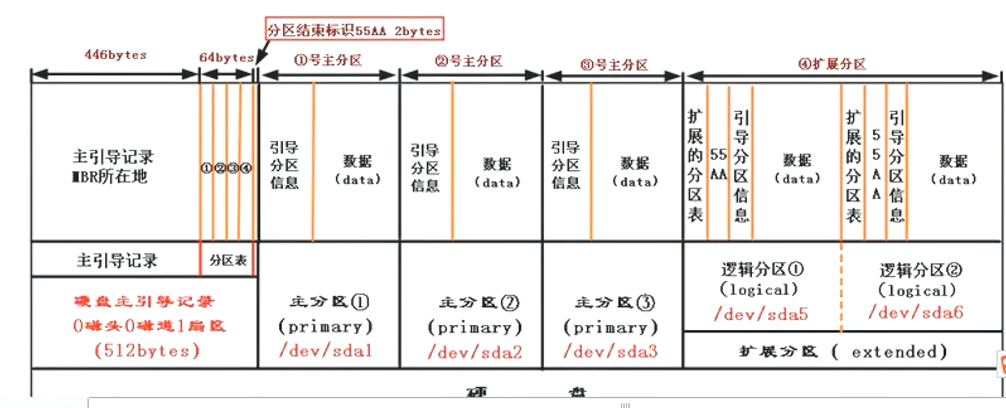 分区结束标识55AA 2bytes
446bytes
64bytes
①号主分区
②号主分区
③号主分区
④扩展分区
主引导记录
MBR所在地
①②③④
引导
分区
信息
数据
(data)
引导
分区
信息
数据
(data)
引导
分区
信息
数据
(data)
扩展的分区表
55
AA
引导分区信息
数据
(data)
扩展的分区表
55AA
引导分区信息
数据
(data)
主引导记录
分区表
硬盘主引导记录
0磁头0磁道1扇区
(512bytes)
主分区①
(primary)
/dev/sda1
主分区②
(primary)
/dev/sda2
主分区③
(primary)
/dev/sda3
逻辑分区①
(logical)
/dev/sda5
逻辑分区②
(logical)
/dev/sda6
扩展分区( extended)
硬 盘